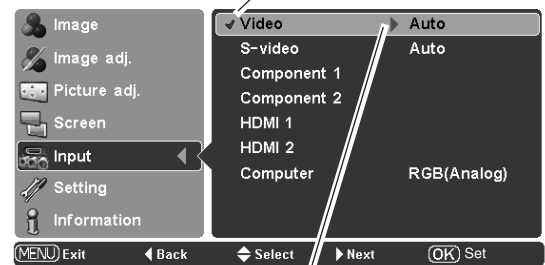 Image
Image adj.
Picture adj.
Screen
Input
Setting
Information
Video Auto
S-video Auto
Component 1
Component 2
HDMI 1
HDMI 2
Computer RGB(Analog)
MENU Exit Back Select Next OK Set